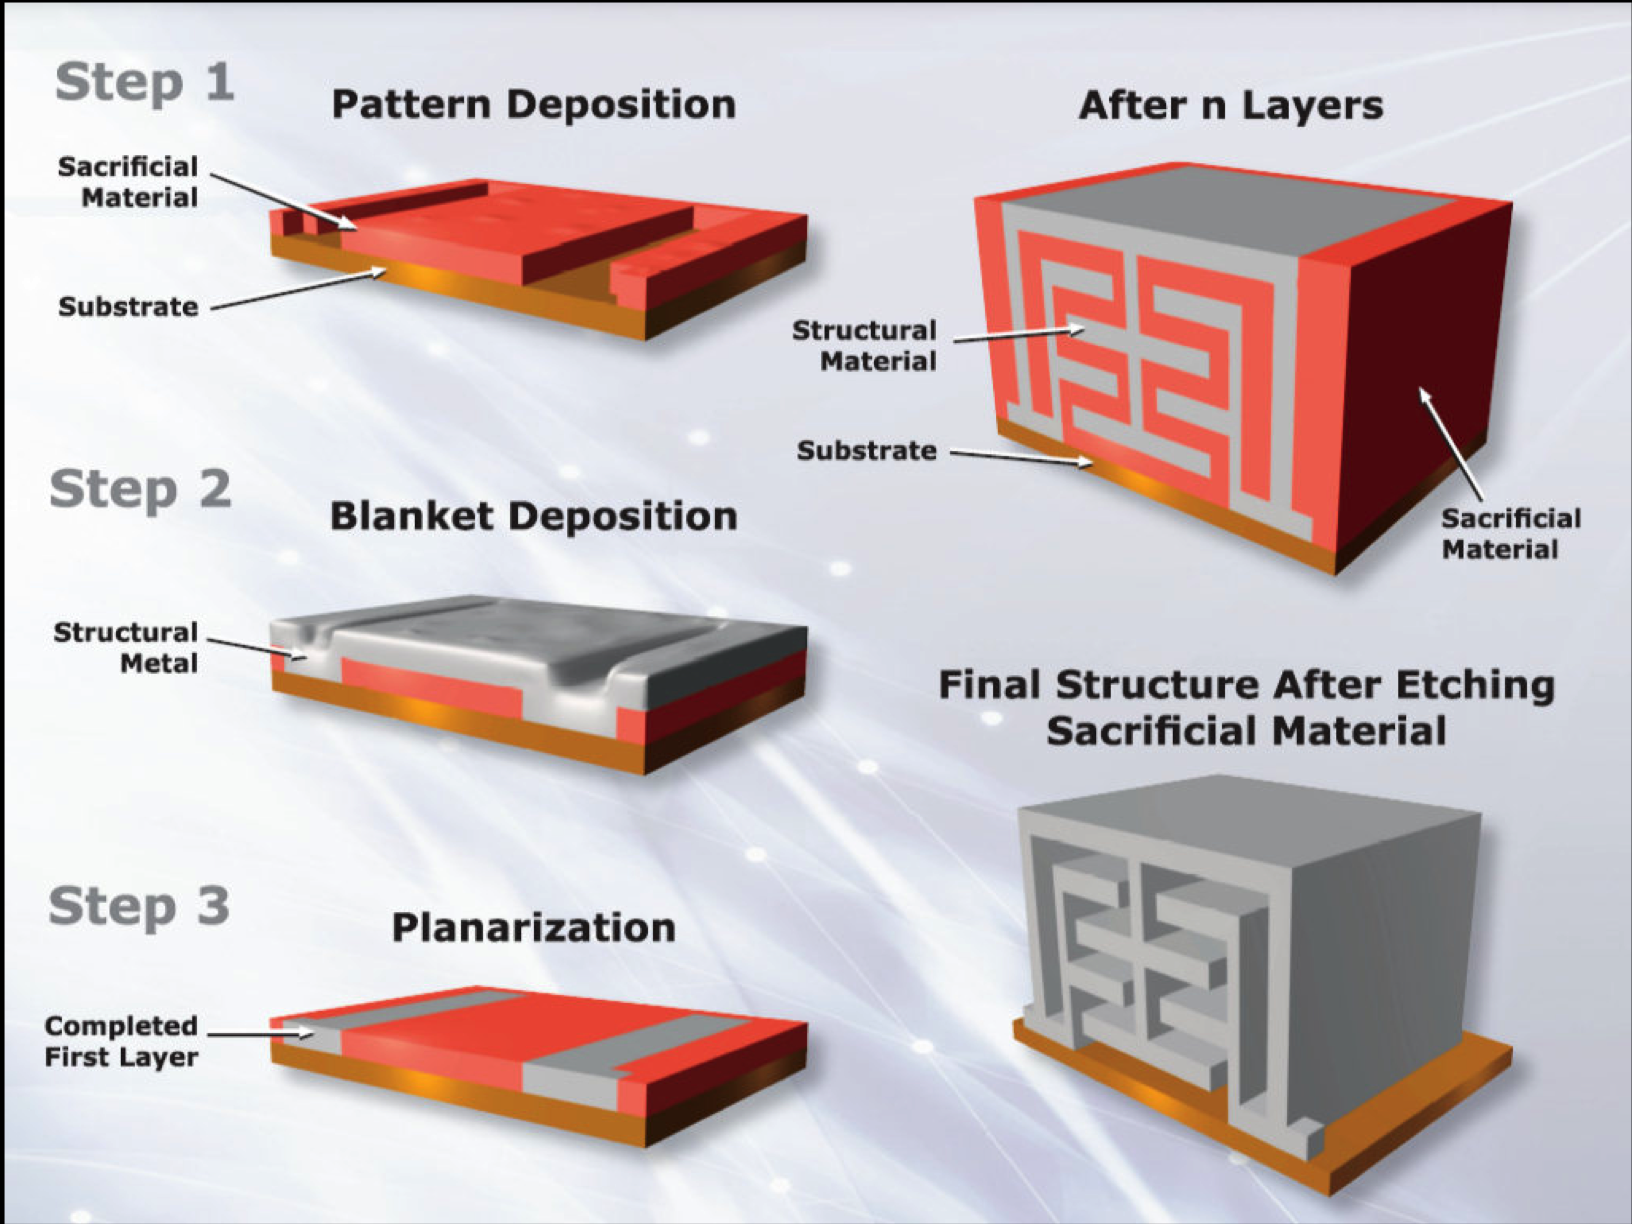 Step 1
Pattern Deposition
Sacrificial
Material
Substrate
Step 2
Blanket Deposition
Structural
Metal
Step 3
Planarization
Completed
First Layer
After n Layers
Structural
Material
Substrate
Sacrificial
Material
Final Structure After Etching
Sacrificial Material